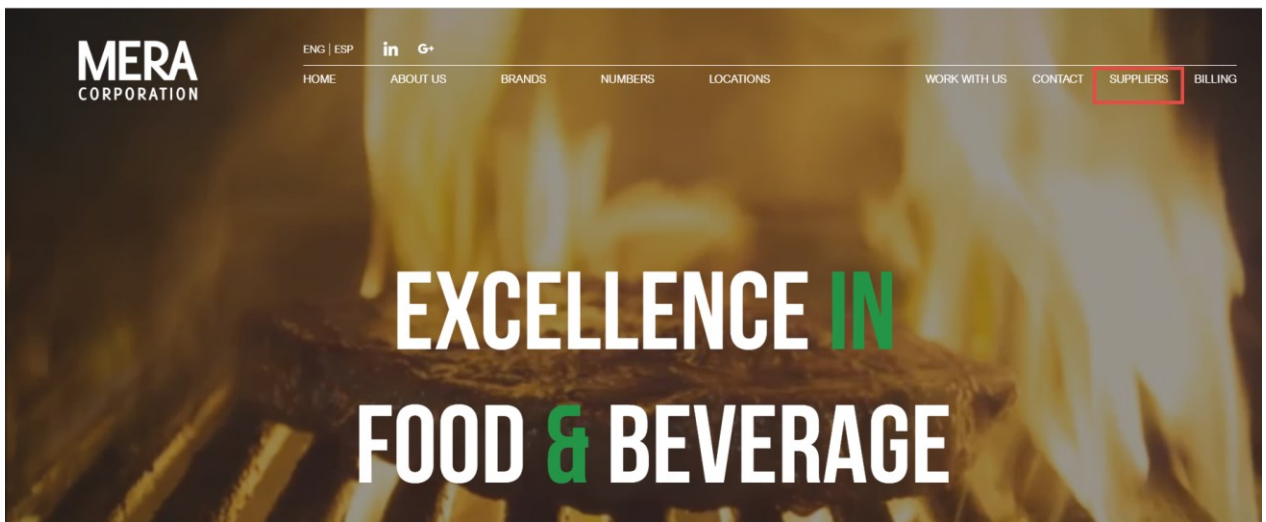 MERA
CORPORATION
ENG | ESP in G+
HOME ABOUT US BRANDS NUMBERS LOCATIONS WORK WITH US CONTACT SUPPLIERS BILLING
EXCELLENCE IN
FOOD & BEVERAGE